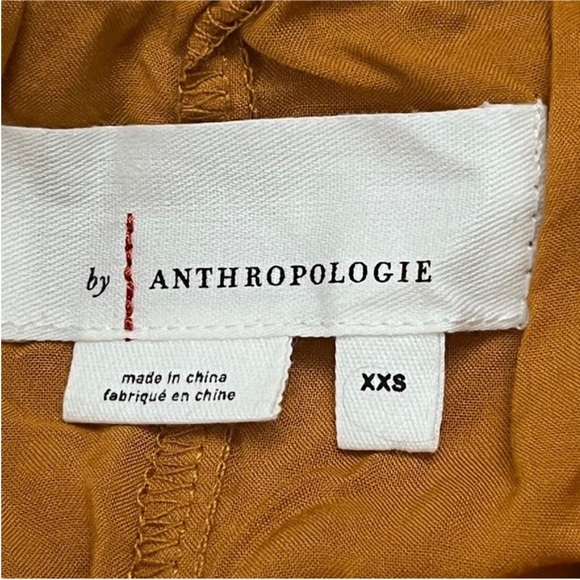 by ANTHROPOLOGIE
made in china
fabriqué en chine
XXS